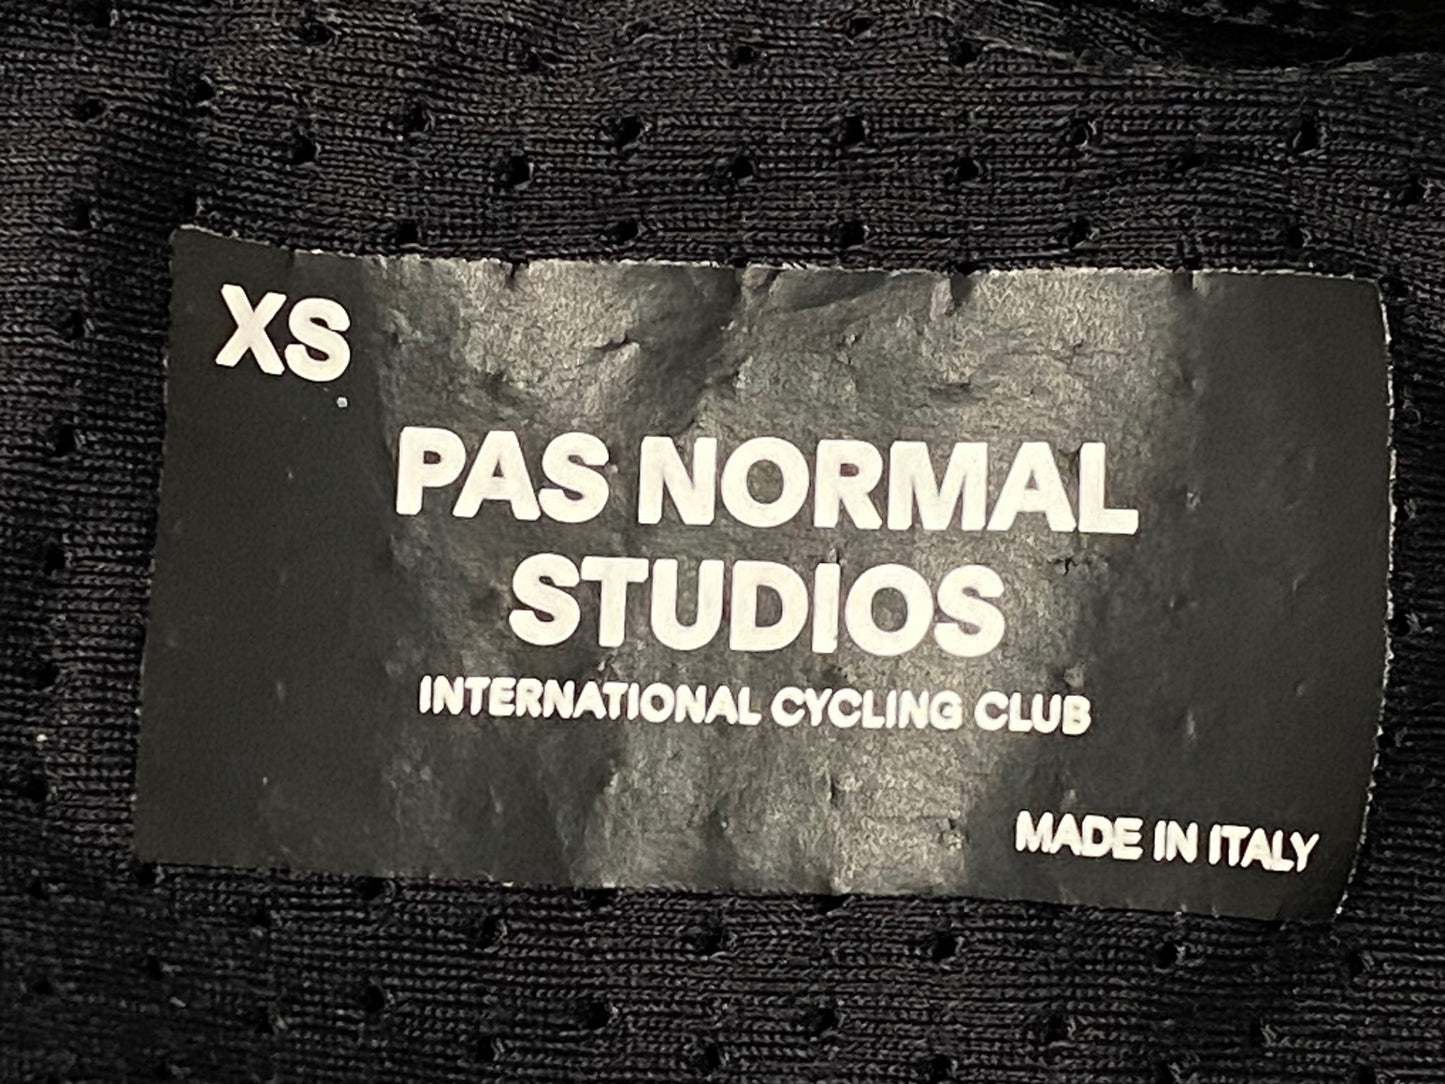 XS
PAS NORMAL
STUDIOS
INTERNATIONAL CYCLING CLUB
MADE IN ITALY